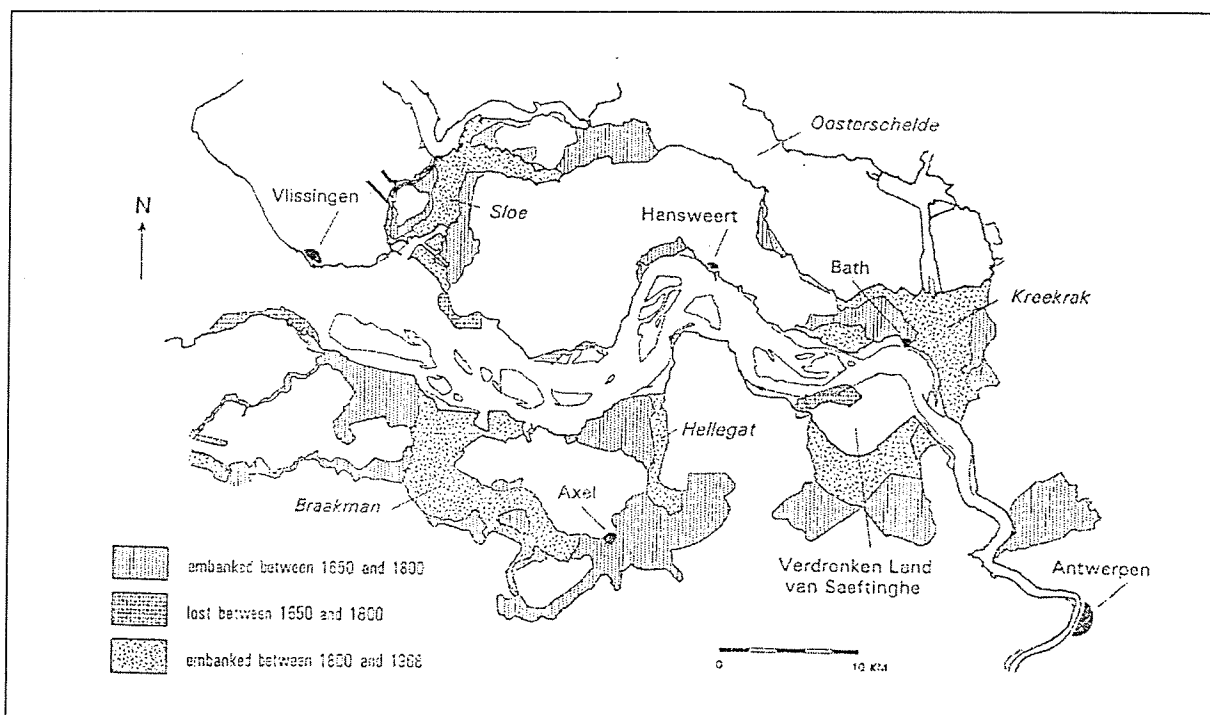 Oosterschelde
N
Vlissingen
Sloe
Hansweert
Bath
Kreekrak
Hellegat
Braakman
Axel
Verdronken Land
van Saeftinghe
Antwerpen
embanked between 1650 and 1800
lost between 1650 and 1800
embanked between 1800 and
0
10 KM